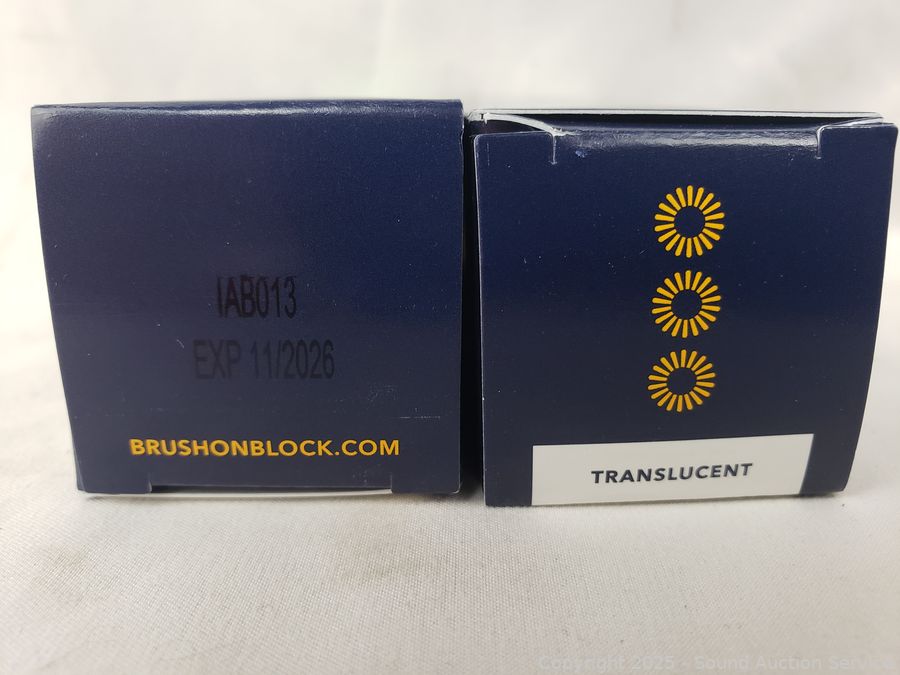 IAB013
EXP 11/2026
BRUSHONBLOCK.COM
TRANSLUCENT
Copyright 2025 - Sound Auction Service